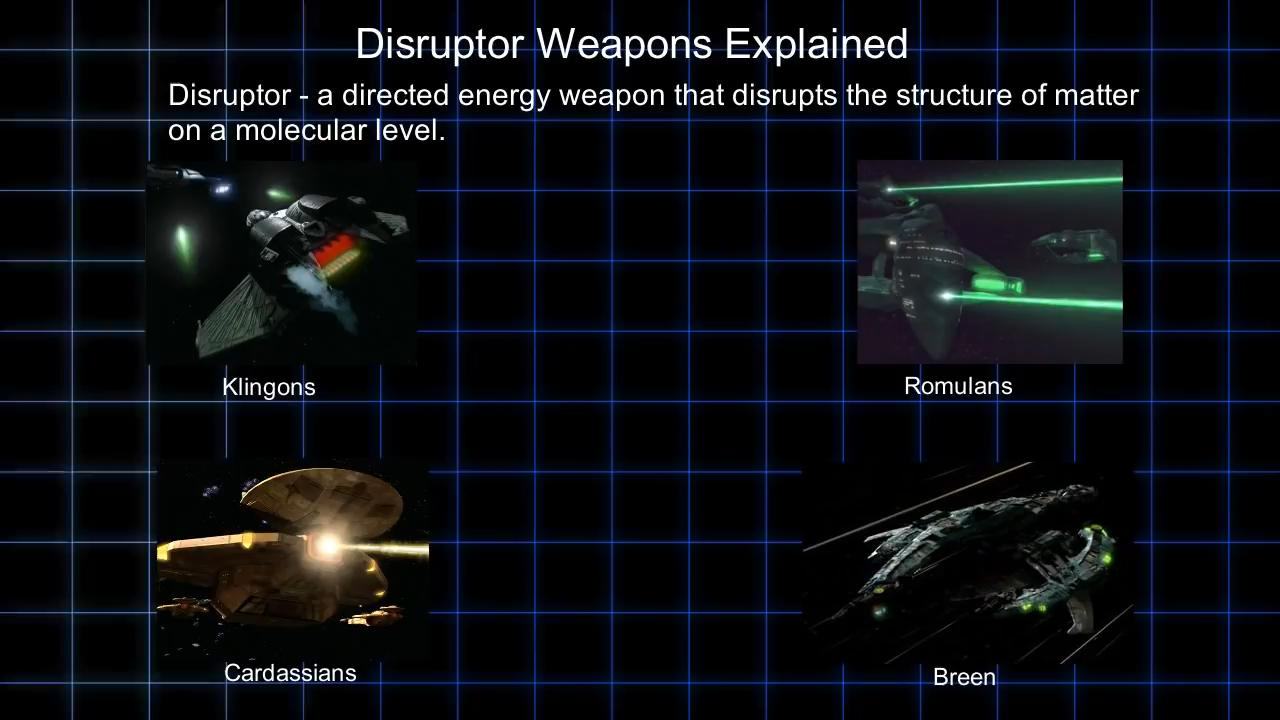 Disruptor Weapons Explained
Disruptor - a directed energy weapon that disrupts the structure of matter
on a molecular level.
Klingons
Romulans
Cardassians
Breen